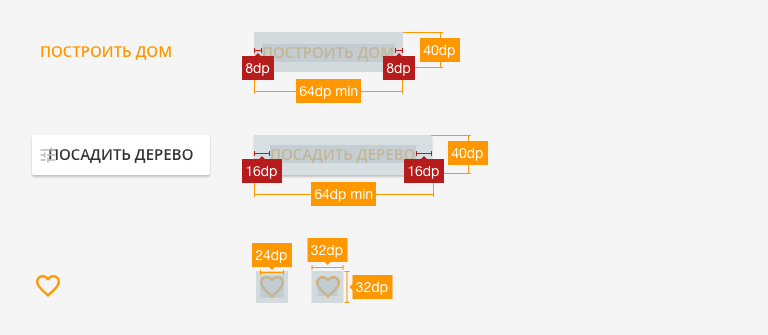 ПОСТРОИТЬ ДОМ
ПОСТРОИТЬ ДОМ
40dp
8dp
8dp
64dp min
ПОСАДИТЬ ДЕРЕВО
ПОСАДИТЬ ДЕРЕВО
40dp
16dp
16dp
64dp min
24dp
32dp
32dp